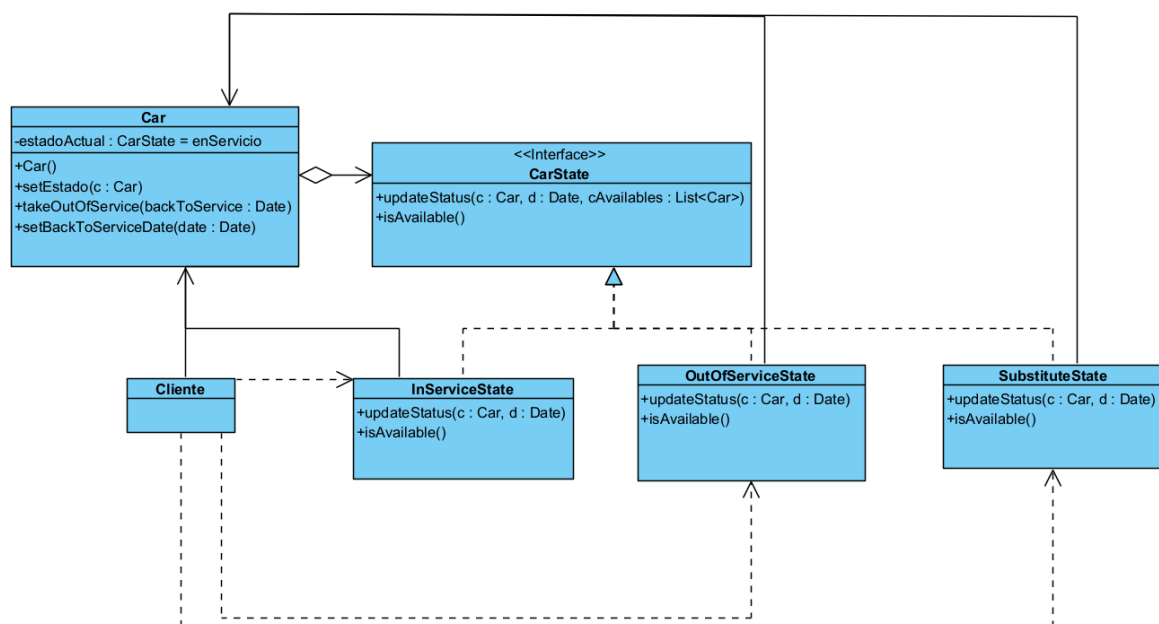 Car
-estadoActual : CarState = enServicio
+Car()
+setEstado(c : Car)
+takeOutOfService(backToService : Date)
+setBackToServiceDate(date : Date)
<<Interface>>
CarState
+updateStatus(c : Car, d : Date, cAvailables : List<Car>)
+isAvailable()
Cliente
InServiceState
+updateStatus(c : Car, d : Date)
+isAvailable()
OutOfServiceState
+updateStatus(c : Car, d : Date)
+isAvailable()
SubstituteState
+updateStatus(c : Car, d : Date)
+isAvailable()